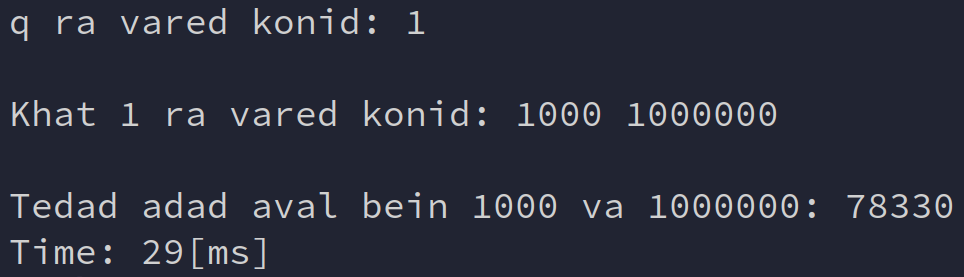 q ra vared konid: 1
Khat 1 ra vared konid: 1000 1000000
Tedad adad aval bein 1000 va 1000000: 78330
Time: 29[ms]